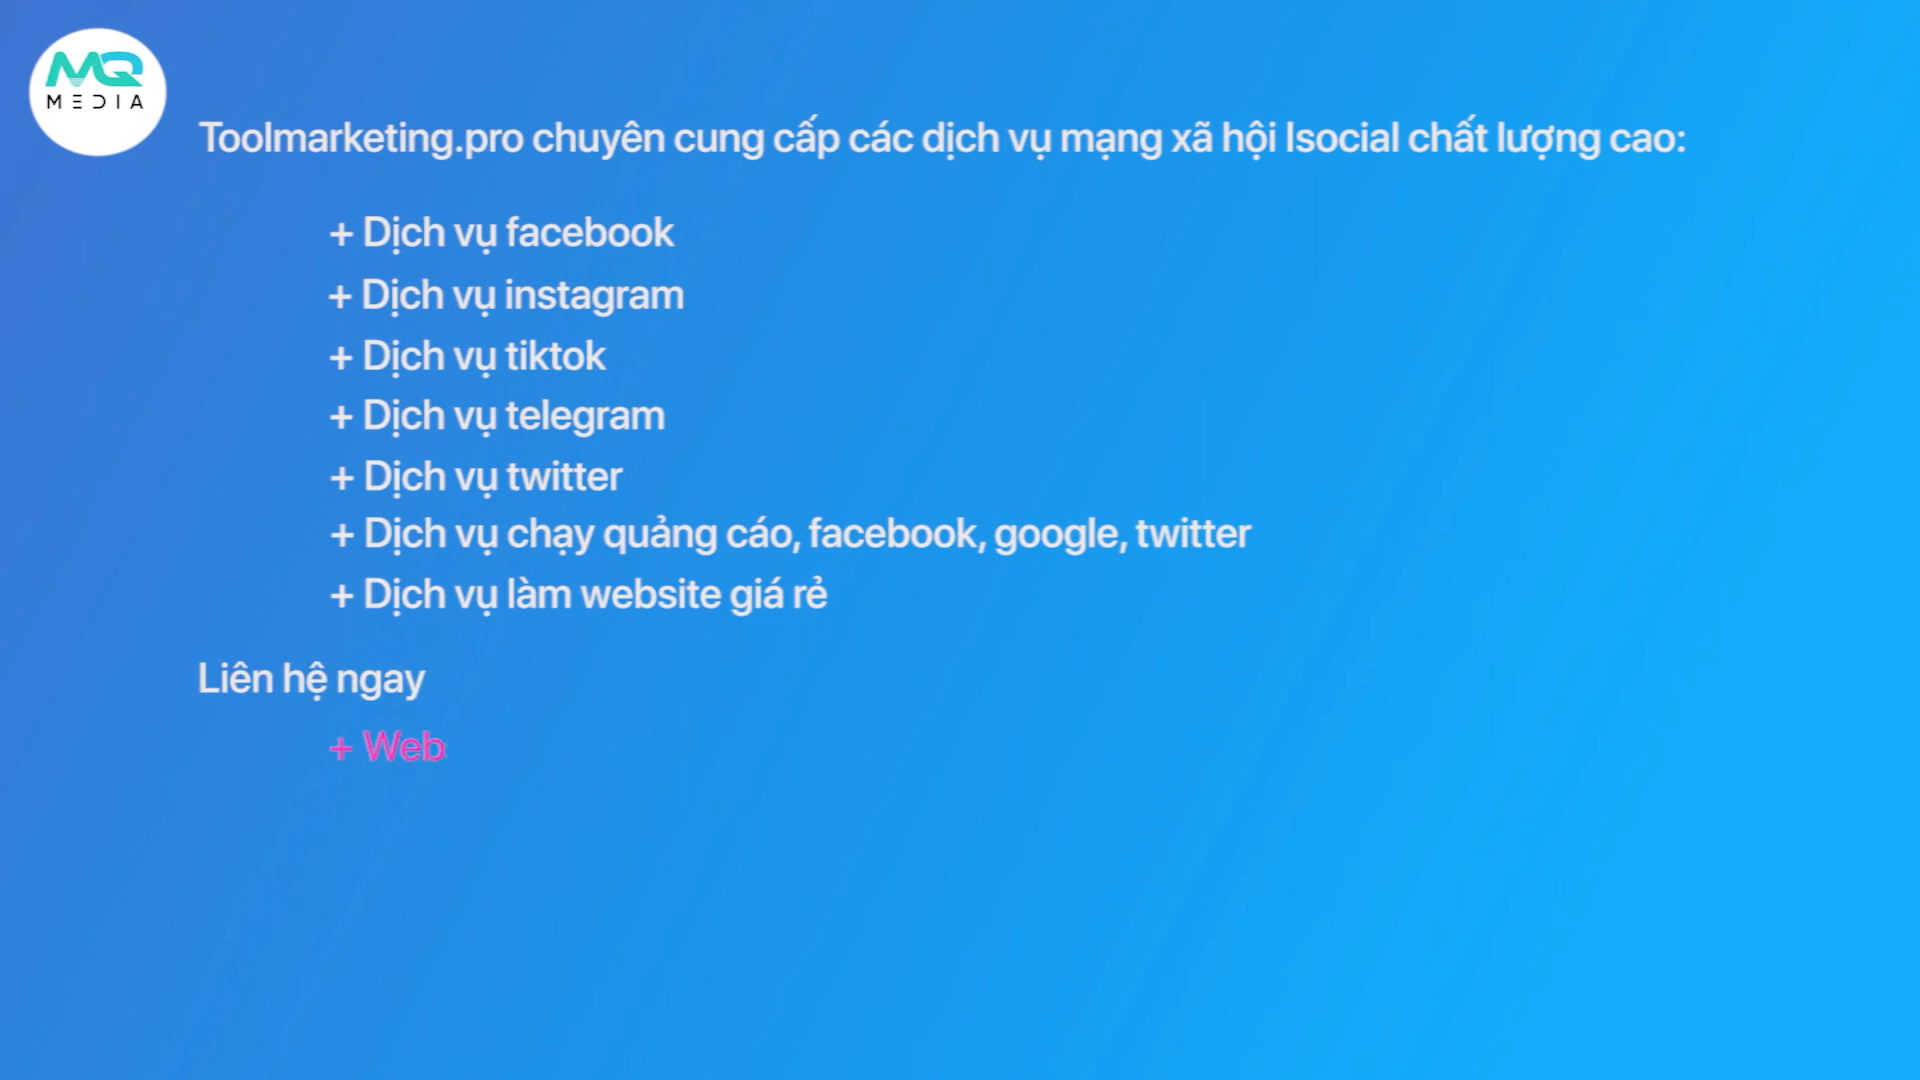 MQ
MEDIA
Toolmarketing.pro chuyên cung cấp các dịch vụ mạng xã hội Isocial chất lượng cao:
+ Dịch vụ facebook
+ Dịch vụ instagram
+ Dịch vụ tiktok
+ Dịch vụ telegram
+ Dịch vụ twitter
+ Dịch vụ chạy quảng cáo, facebook, google, twitter
+ Dịch vụ làm website giá rẻ
Liên hệ ngay
+ Web